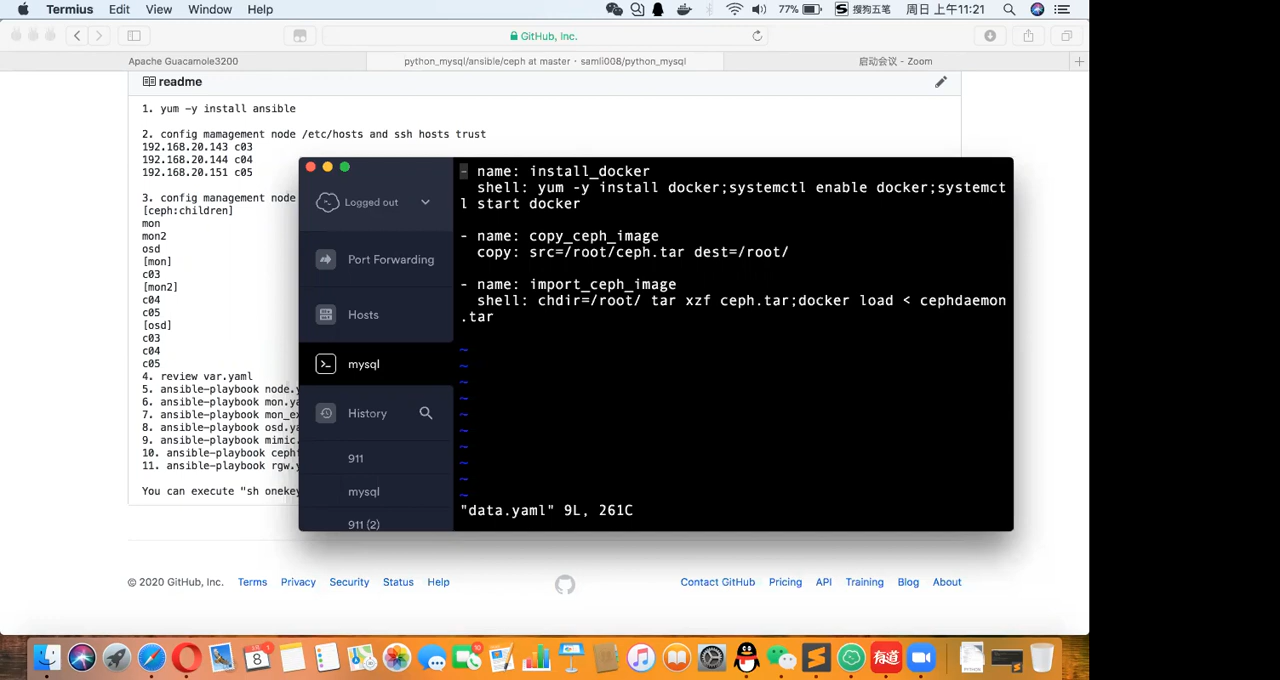 Termius Edit View Window Help
77%
搜狗五笔 周日 上午11:21
GitHub, Inc.
Apache Guacamole3200
python_mysql/ansible/ceph at master · samli008/python_mysql
启动会议 - Zoom
readme
1. yum -y install ansible
2. config mamagement node /etc/hosts and ssh hosts trust
192.168.20.143 c03
192.168.20.144 c04
192.168.20.151 c05
3. config mamagement node
[ceph:children]
mon
mon2
osd
[mon]
c03
[mon2]
c04
c05
[osd]
c03
c04
c05
4. review var.yaml
5. ansible-playbook node.y
6. ansible-playbook mon.ya
7. ansible-playbook mon_ex
8. ansible-playbook osd.ya
9. ansible-playbook mimic.
10. ansible-playbook cephf
11. ansible-playbook rgw.y
You can execute "sh onekey
Logged out
Port Forwarding
Hosts
mysql
History
911
mysql
911 (2)
- name: install_docker
shell: yum -y install docker;systemctl enable docker;systemct
l start docker
- name: copy_ceph_image
copy: src=/root/ceph.tar dest=/root/
- name: import_ceph_image
shell: chdir=/root/ tar xzf ceph.tar;docker load < cephdaemon
.tar
~
~
~
~
~
~
~
~
~
~
"data.yaml" 9L, 261C
© 2020 GitHub, Inc. Terms Privacy Security Status Help
Contact GitHub Pricing API Training Blog About
8
有道